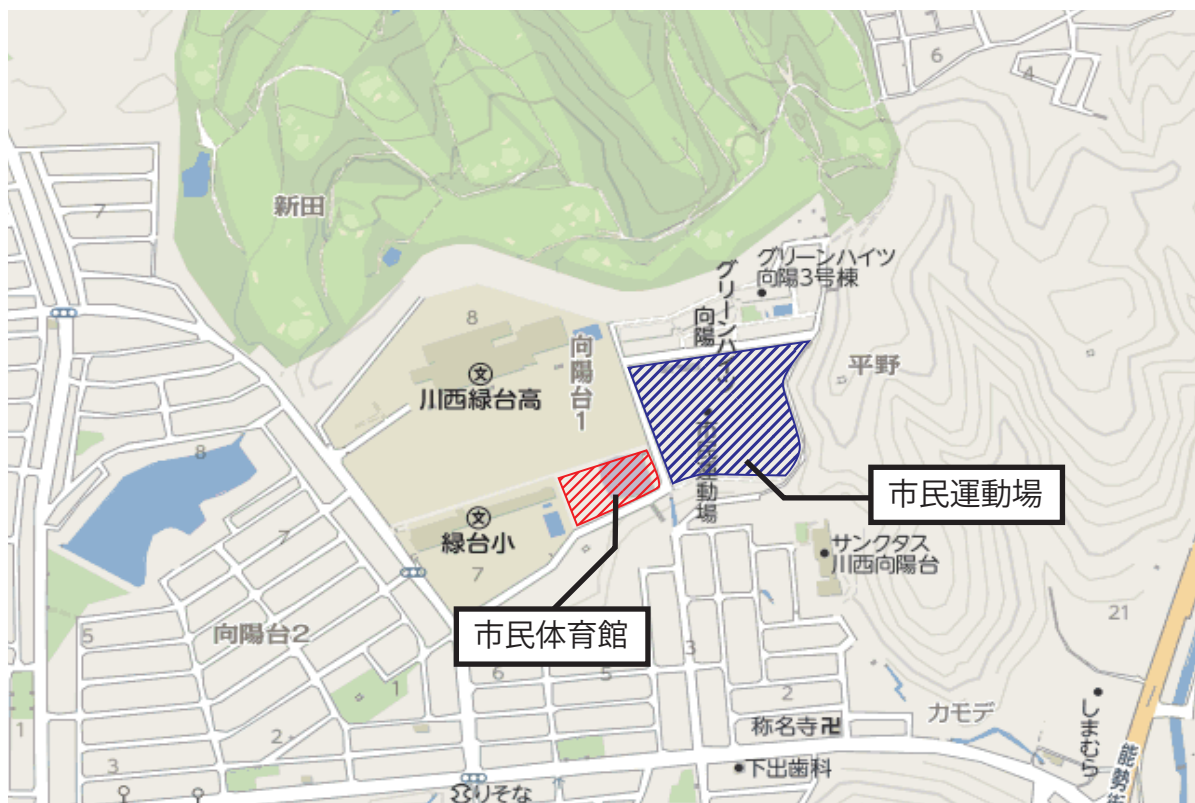 6
4
7
新田
グリーンハイツ
向陽3号棟
グリーンハイツ
向陽
8
向陽台1
川西緑台高
平野
市民運動場
8
市民運動場
緑台小
7
7
サンクタス
川西向陽台
市民体育館
21
5
向陽台2
3
6
5
1
2
カモデ
しまむら
1
2
称名寺
3
下出歯科
りそな
能勢街